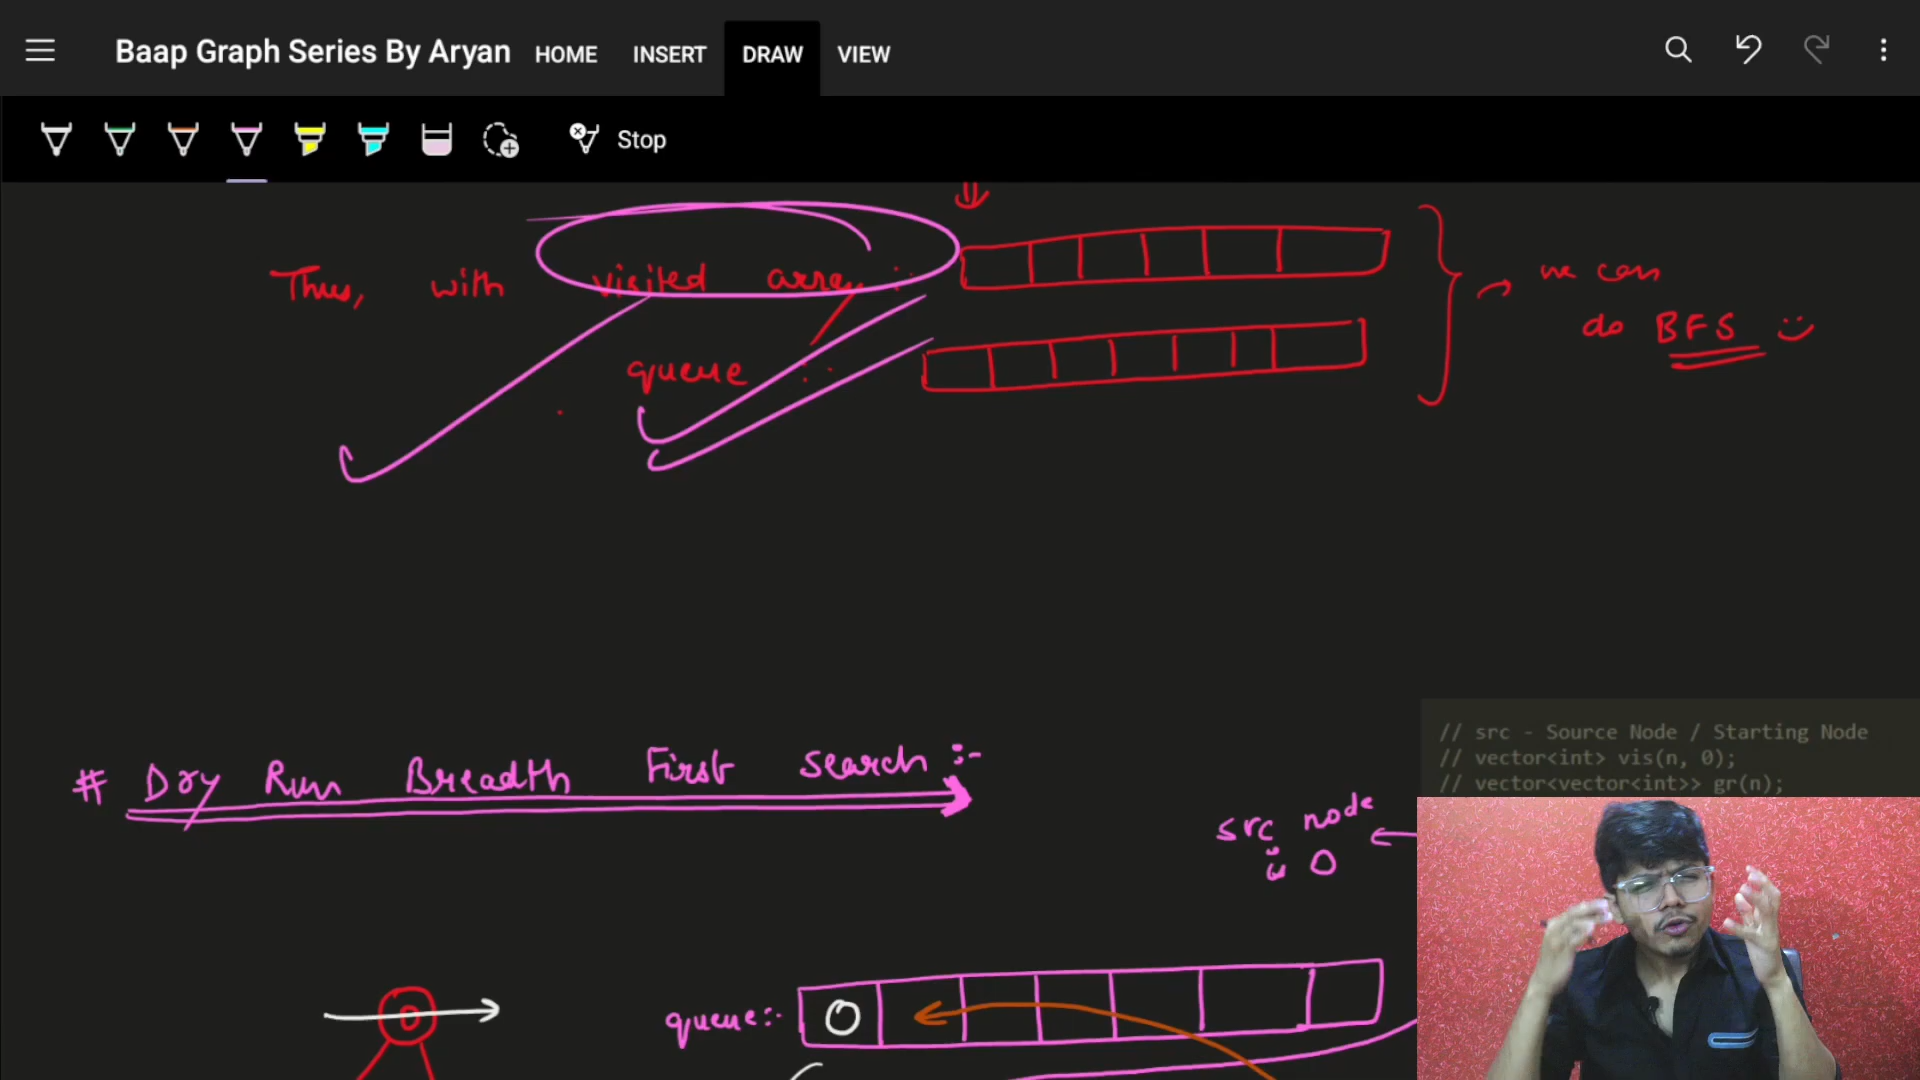 Baap Graph Series By Aryan HOME INSERT DRAW VIEW
Stop
Thus, with visited array :
we can
do BFS
queue :
// src - Source Node / Starting Node
// vector<int> vis(n, 0);
// vector<vector<int>> gr(n);
# Dry Run Breadth First Search :-
src node
0
0
queue :-
0